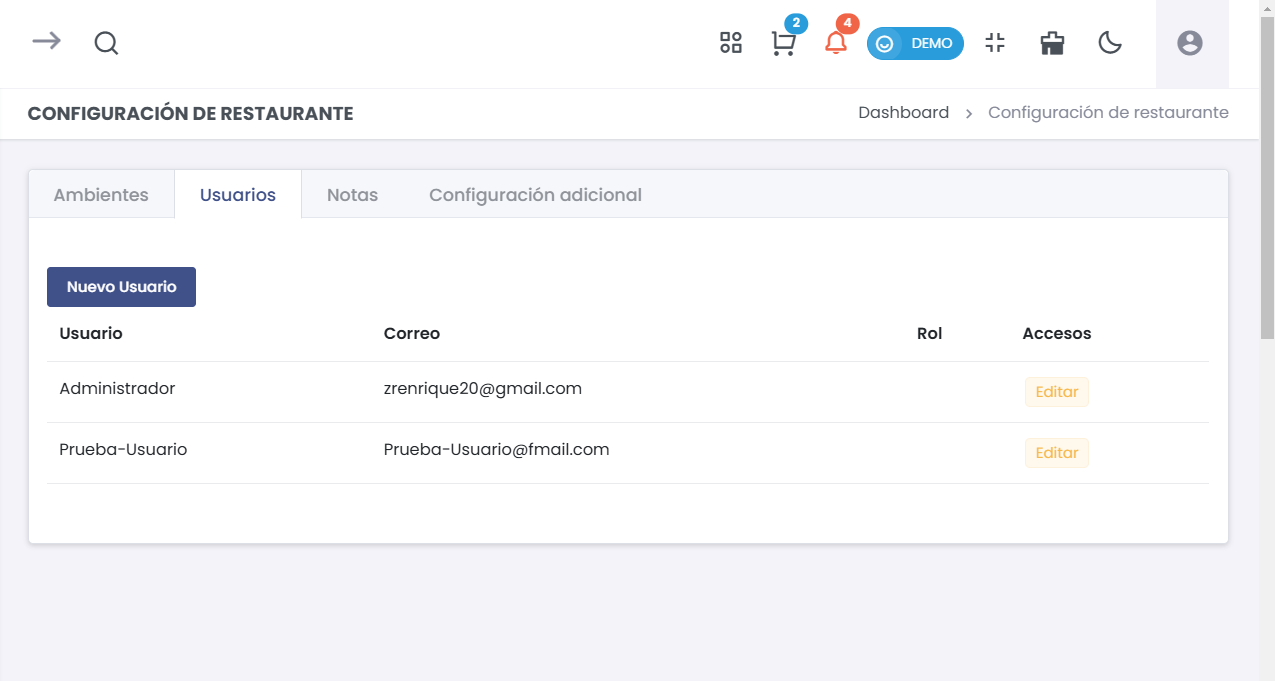 2
4
DEMO
CONFIGURACIÓN DE RESTAURANTE
Dashboard > Configuración de restaurante
Ambientes Usuarios Notas Configuración adicional
Nuevo Usuario
Usuario Correo Rol Accesos
Administrador zrenrique20@gmail.com Editar
Prueba-Usuario Prueba-Usuario@fmail.com Editar